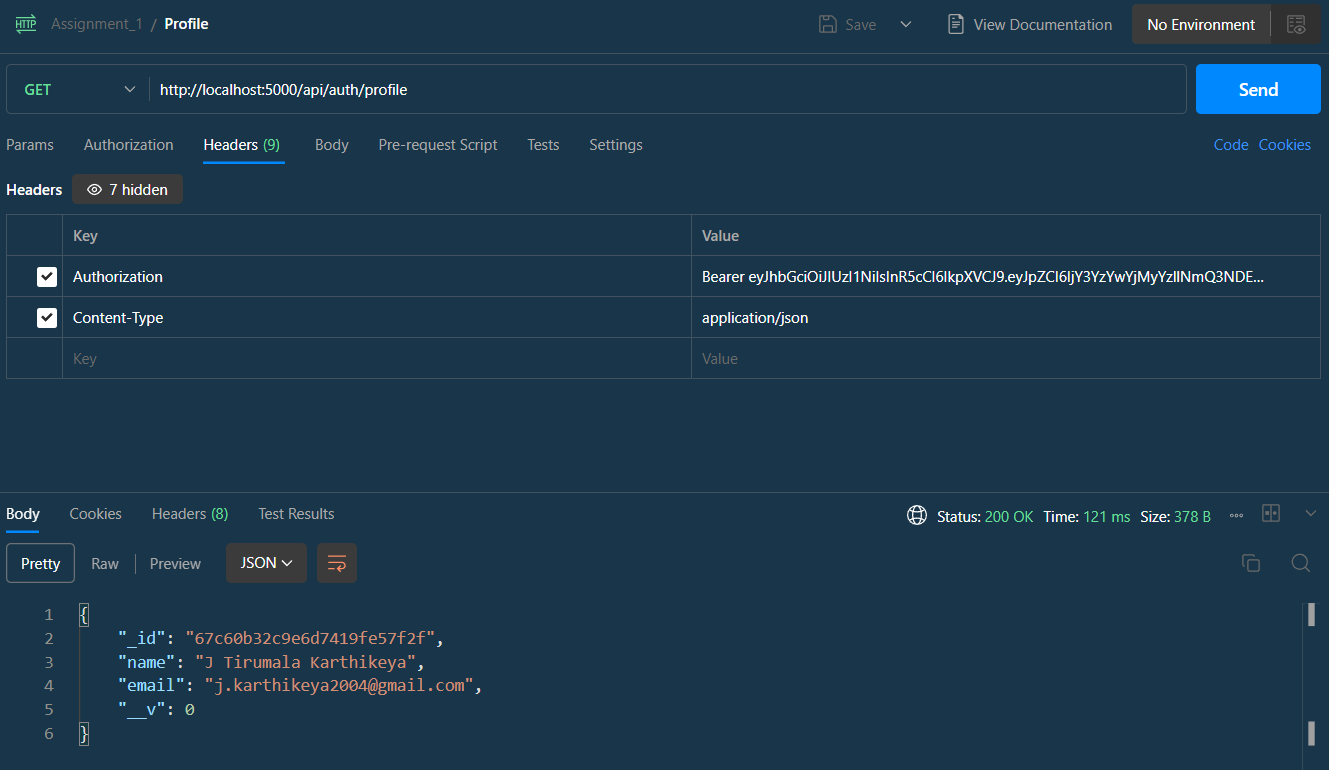 HTTP Assignment_1 / Profile Save View Documentation No Environment
GET http://localhost:5000/api/auth/profile Send
Params Authorization Headers (9) Body Pre-request Script Tests Settings Code Cookies
Headers 7 hidden
Key Value
Authorization Bearer eyJhbGciOiJIUzI1NiIsInR5cCI6IkpXVCJ9.eyJpZCI6IjY3YzYwYjMyYzllNmQ3NDE...
Content-Type application/json
Key Value
Body Cookies Headers (8) Test Results Status: 200 OK Time: 121 ms Size: 378 B
Pretty Raw Preview JSON
1 {
2 "_id": "67c60b32c9e6d7419fe57f2f",
3 "name": "J Tirumala Karthikeya",
4 "email": "j.karthikeya2004@gmail.com",
5 "__v": 0
6 }